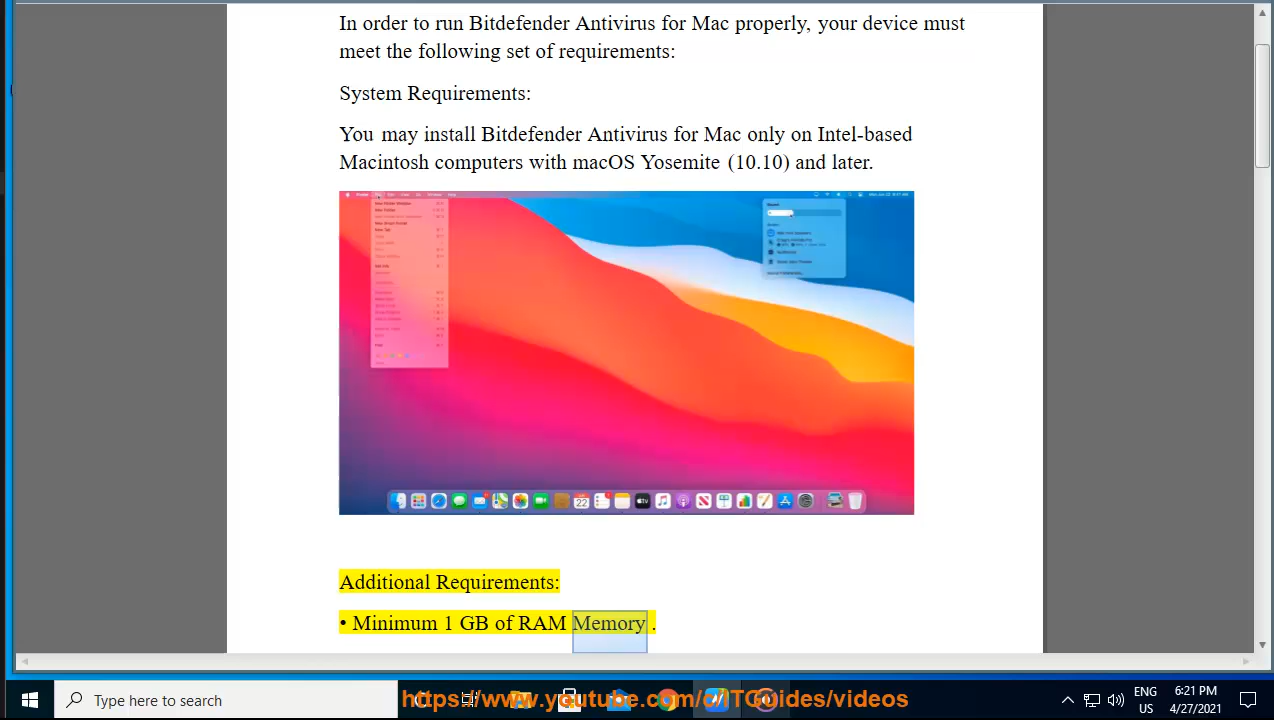 In order to run Bitdefender Antivirus for Mac properly, your device must
meet the following set of requirements:
System Requirements:
You may install Bitdefender Antivirus for Mac only on Intel-based
Macintosh computers with macOS Yosemite (10.10) and later.
22
Additional Requirements:
• Minimum 1 GB of RAM Memory .
Type here to search
https://www.youtube.com/c/ITGuides/videos
ENG
US
6:21 PM
4/27/2021